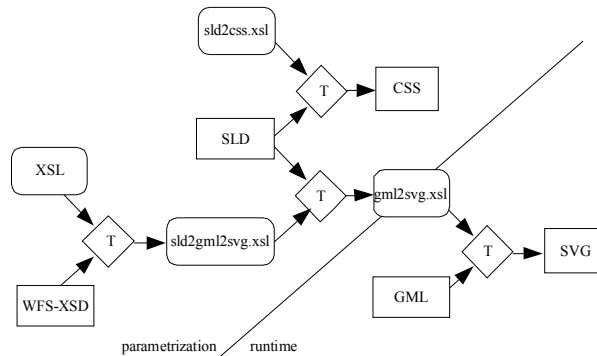 sld2css.xsl
T
CSS
SLD
XSL
T
gml2svg.xsl
T
sld2gml2svg.xsl
T
SVG
WFS-XSD
GML
parametrization
runtime